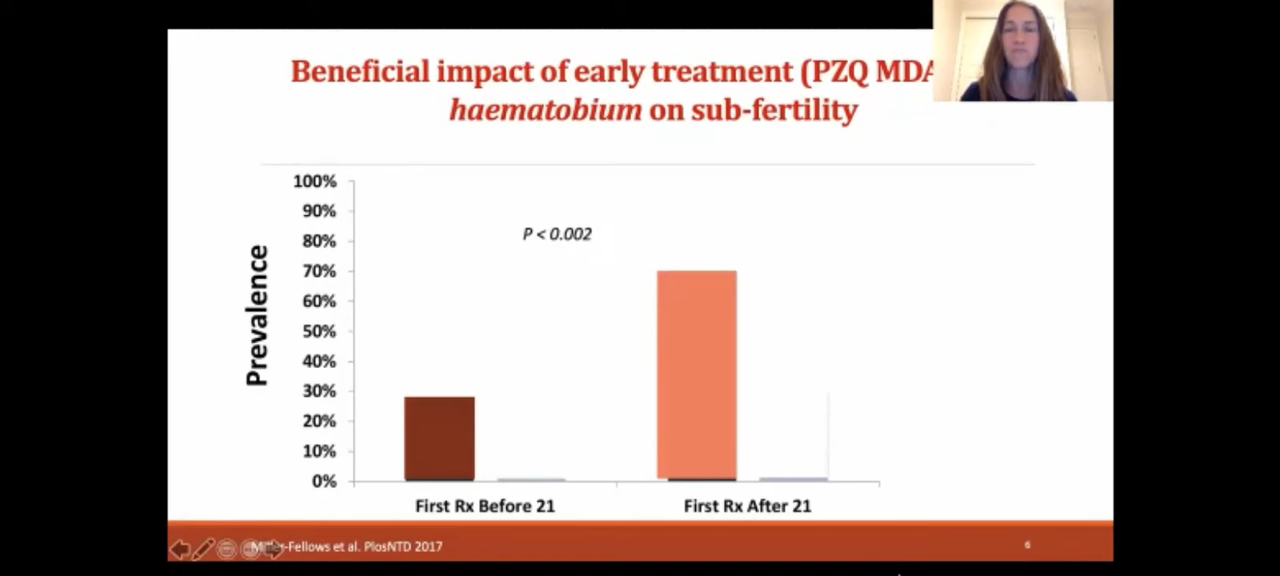 Beneficial impact of early treatment (PZQ MDA
haematobium on sub-fertility
100%
90%
80%
70%
60%
50%
40%
30%
20%
10%
0%
Prevalence
P < 0.002
First Rx Before 21
First Rx After 21
-Fellows et al. PlosNTD 2017
6